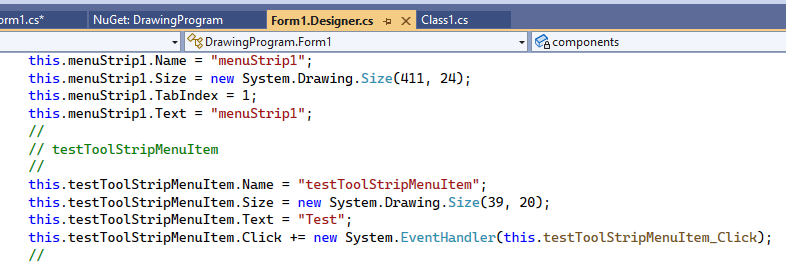 orm1.cs*
NuGet: DrawingProgram
Form1.Designer.cs
Class1.cs
DrawingProgram.Form1
components
this.menuStrip1.Name = "menuStrip1";
this.menuStrip1.Size = new System.Drawing.Size(411, 24);
this.menuStrip1.TabIndex = 1;
this.menuStrip1.Text = "menuStrip1";
//
// testToolStripMenuItem
//
this.testToolStripMenuItem.Name = "testToolStripMenuItem";
this.testToolStripMenuItem.Size = new System.Drawing.Size(39, 20);
this.testToolStripMenuItem.Text = "Test";
this.testToolStripMenuItem.Click += new System.EventHandler(this.testToolStripMenuItem_Click);
//